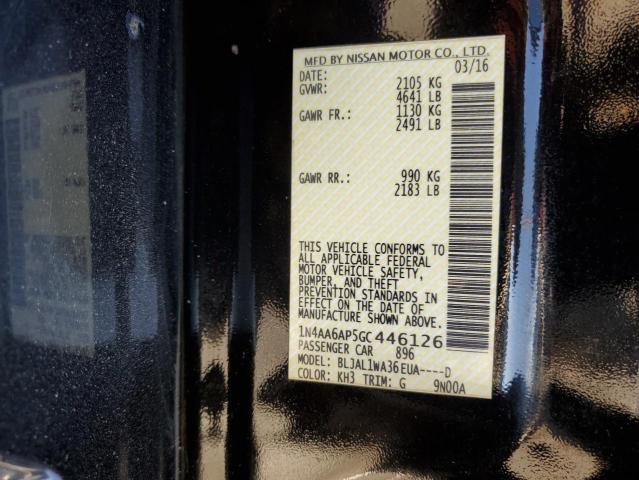 MFD BY NISSAN MOTOR CO., LTD.
DATE: 03/16
GVWR: 2105 KG
4641 LB
GAWR FR.: 1130 KG
2491 LB
GAWR RR.: 990 KG
2183 LB
THIS VEHICLE CONFORMS TO
ALL APPLICABLE FEDERAL
MOTOR VEHICLE SAFETY,
BUMPER, AND THEFT
PREVENTION STANDARDS IN
EFFECT ON THE DATE OF
MANUFACTURE SHOWN ABOVE.
1N4AA6AP5GC446126
PASSENGER CAR 896
MODEL: BLJAL1WA36EUA----D
COLOR: KH3 TRIM: G 9N00A